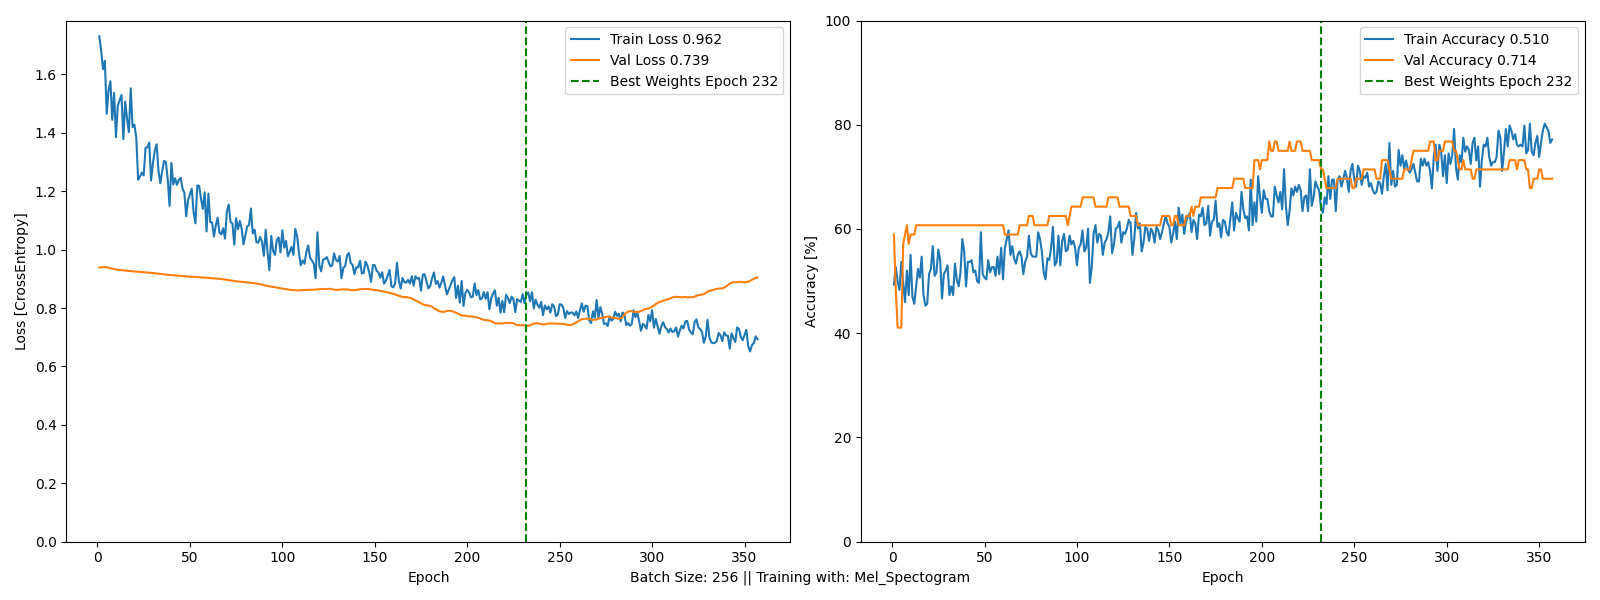 Train Loss 0.962
Val Loss 0.739
Best Weights Epoch 232
Loss [CrossEntropy]
1.6
1.4
1.2
1.0
0.8
0.6
0.4
0.2
0.0
0 50 100 150 200 250 300 350
Epoch
Train Accuracy 0.510
Val Accuracy 0.714
Best Weights Epoch 232
Accuracy [%]
100
80
60
40
20
0
0 50 100 150 200 250 300 350
Epoch
Batch Size: 256 || Training with: Mel_Spectogram